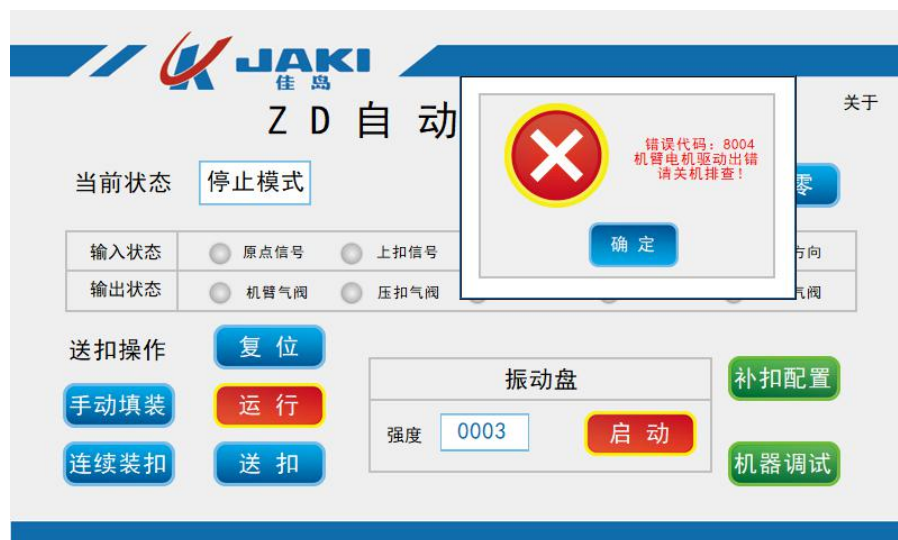 JAKI
佳岛
关于
ZD自动
错误代码：8004
机臂电机驱动出错
请关机排查！
当前状态 停止模式
零
确定
输入状态 原点信号 上扣信号 方向
输出状态 机臂气阀 压扣气阀 气阀
送扣操作 复位
振动盘 补扣配置
手动填装 运行
强度 0003 启动
连续装扣 送扣 机器调试